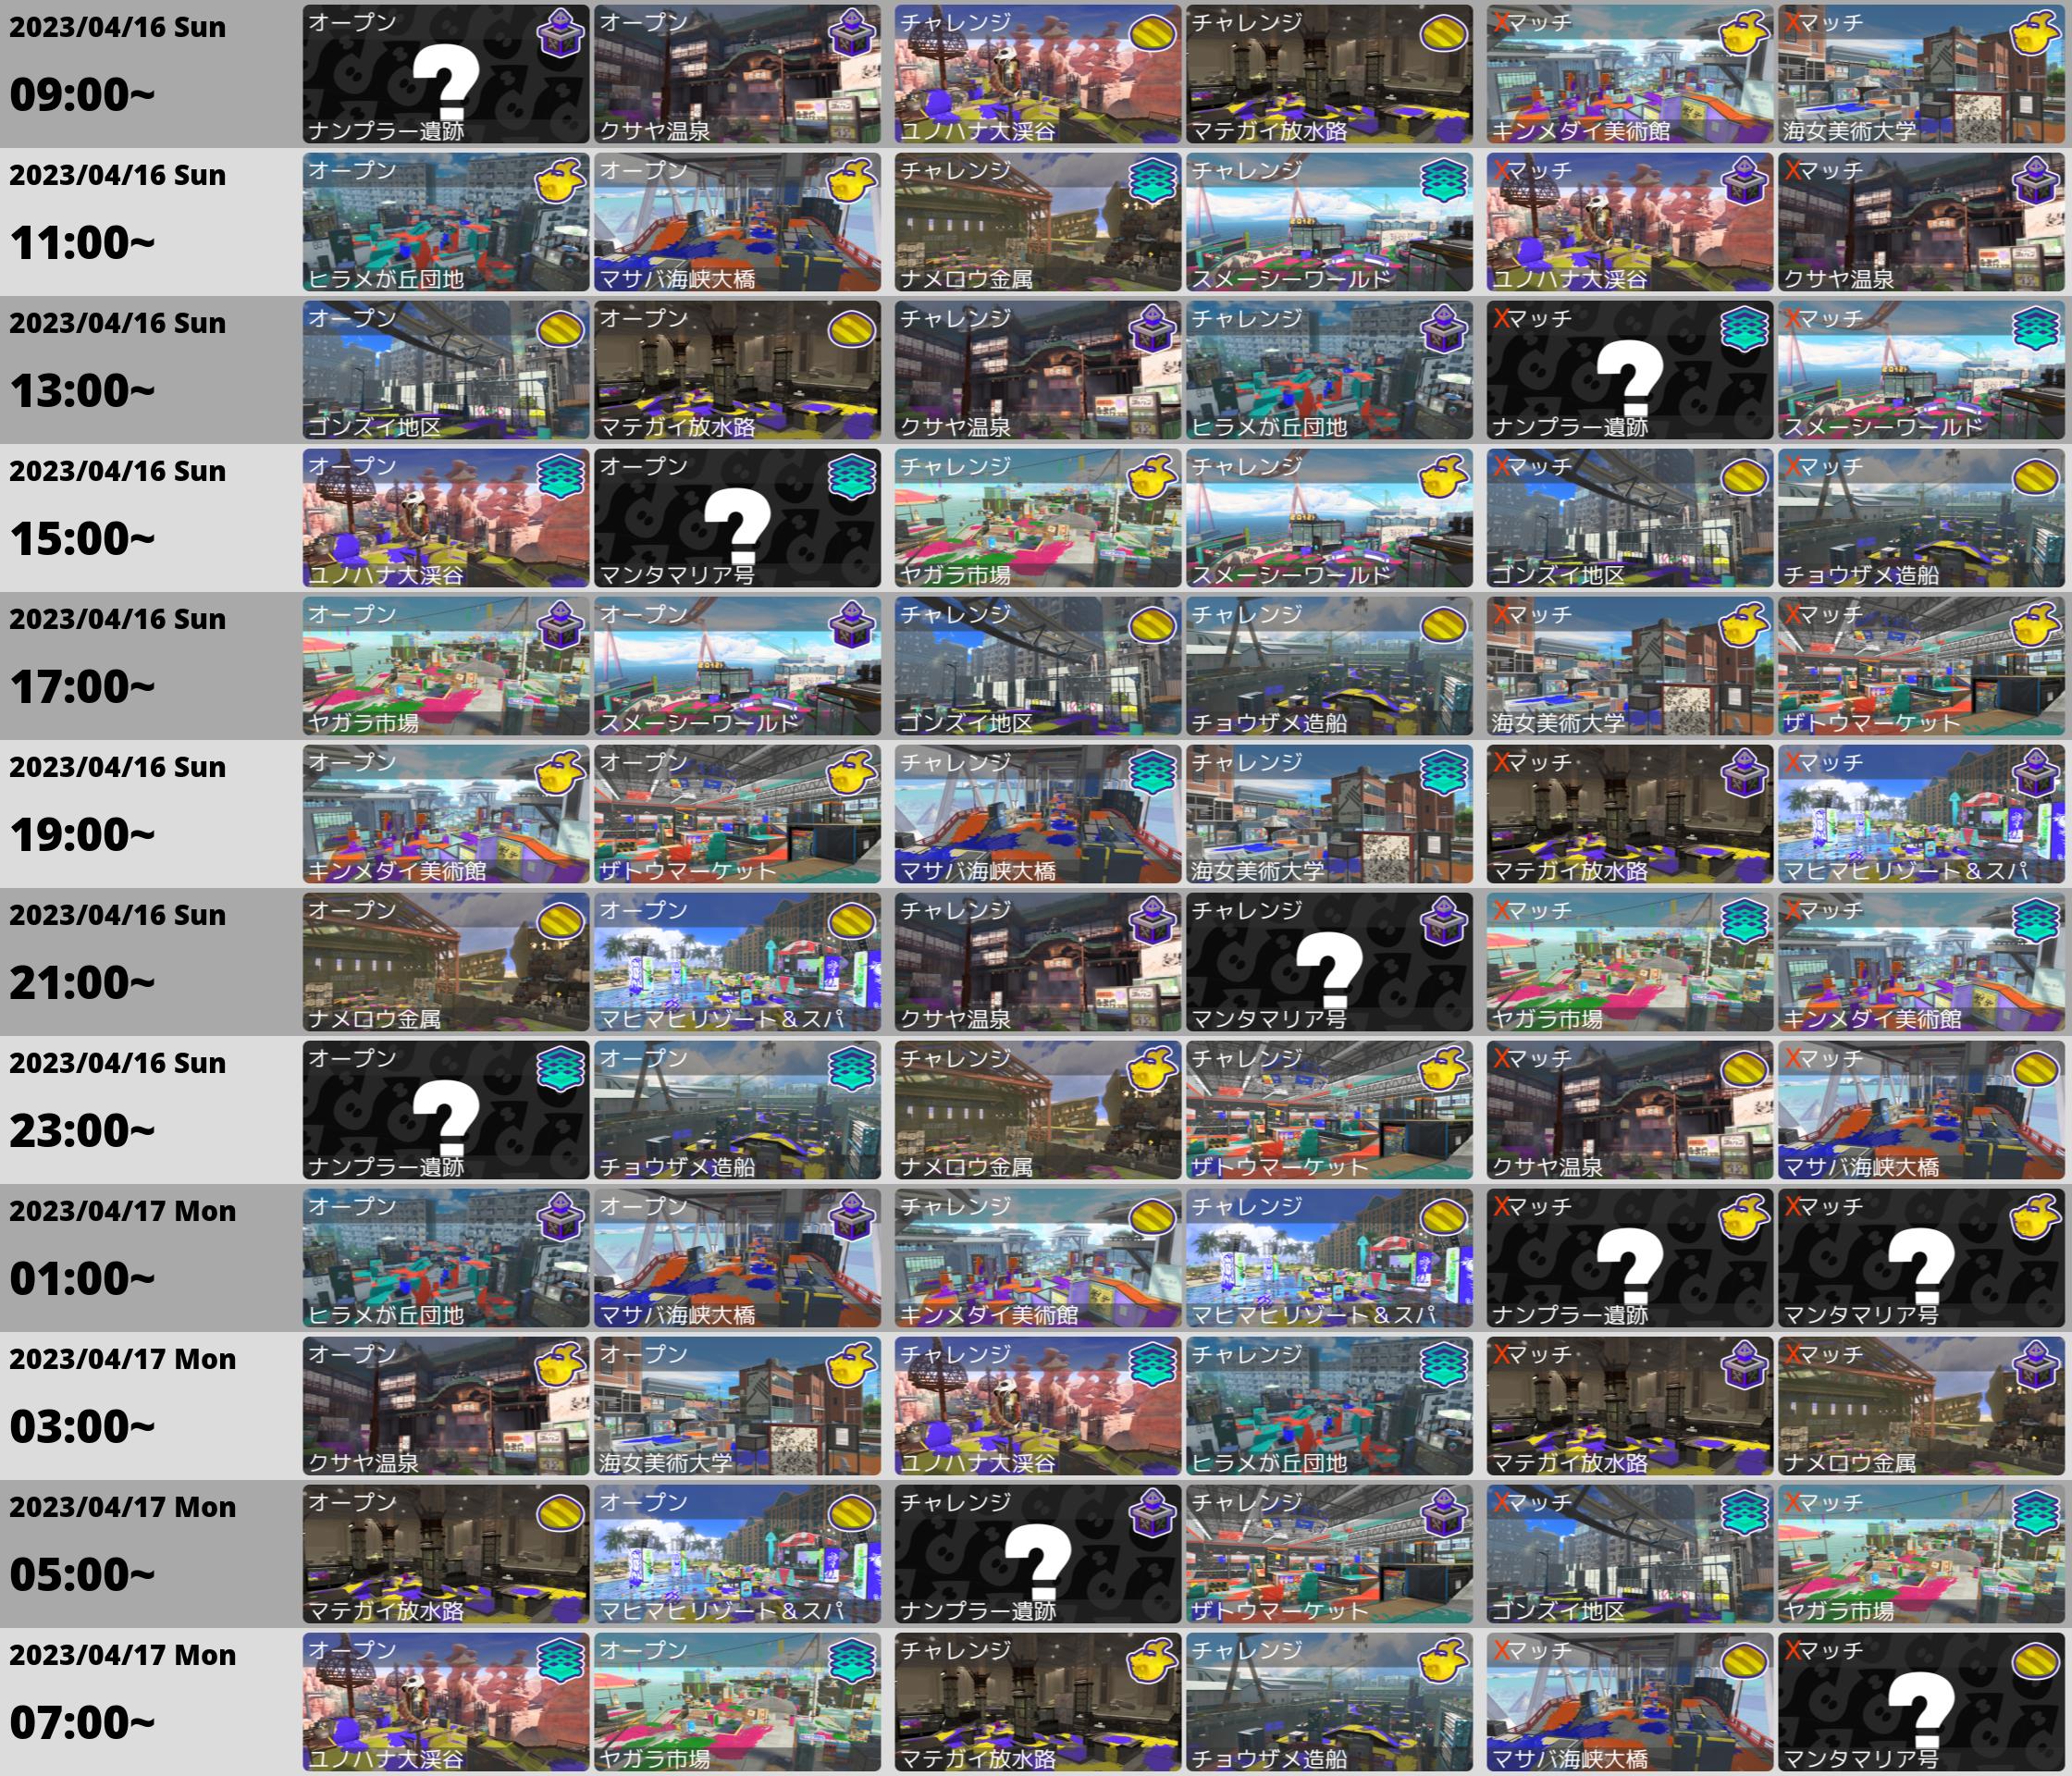 2023/04/16 Sun
09:00~
オープン オープン チャレンジ チャレンジ Xマッチ Xマッチ
ナンプラー遺跡 クサヤ温泉 ユノハナ大渓谷 マテガイ放水路 キンメダイ美術館 海女美術大学
2023/04/16 Sun
11:00~
オープン オープン チャレンジ チャレンジ Xマッチ Xマッチ
ヒラメが丘団地 マサバ海峡大橋 ナメロウ金属 スメーシーワールド ユノハナ大渓谷 クサヤ温泉
2023/04/16 Sun
13:00~
オープン オープン チャレンジ チャレンジ Xマッチ Xマッチ
ゴンズイ地区 マテガイ放水路 クサヤ温泉 ヒラメが丘団地 ナンプラー遺跡 スメーシーワールド
2023/04/16 Sun
15:00~
オープン オープン チャレンジ チャレンジ Xマッチ Xマッチ
ユノハナ大渓谷 マンタマリア号 ヤガラ市場 スメーシーワールド ゴンズイ地区 チョウザメ造船
2023/04/16 Sun
17:00~
オープン オープン チャレンジ チャレンジ Xマッチ Xマッチ
ヤガラ市場 スメーシーワールド ゴンズイ地区 チョウザメ造船 海女美術大学 ザトウマーケット
2023/04/16 Sun
19:00~
オープン オープン チャレンジ チャレンジ Xマッチ Xマッチ
キンメダイ美術館 ザトウマーケット マサバ海峡大橋 海女美術大学 マテガイ放水路 マヒマヒリゾート＆スパ
2023/04/16 Sun
21:00~
オープン オープン チャレンジ チャレンジ Xマッチ Xマッチ
ナメロウ金属 マヒマヒリゾート＆スパ クサヤ温泉 マンタマリア号 ヤガラ市場 キンメダイ美術館
2023/04/16 Sun
23:00~
オープン オープン チャレンジ チャレンジ Xマッチ Xマッチ
ナンプラー遺跡 チョウザメ造船 ナメロウ金属 ザトウマーケット クサヤ温泉 マサバ海峡大橋
2023/04/17 Mon
01:00~
オープン オープン チャレンジ チャレンジ Xマッチ Xマッチ
ヒラメが丘団地 マサバ海峡大橋 キンメダイ美術館 マヒマヒリゾート＆スパ ナンプラー遺跡 マンタマリア号
2023/04/17 Mon
03:00~
オープン オープン チャレンジ チャレンジ Xマッチ Xマッチ
クサヤ温泉 海女美術大学 ユノハナ大渓谷 ヒラメが丘団地 マテガイ放水路 ナメロウ金属
2023/04/17 Mon
05:00~
オープン オープン チャレンジ チャレンジ Xマッチ Xマッチ
マテガイ放水路 マヒマヒリゾート＆スパ ナンプラー遺跡 ザトウマーケット ゴンズイ地区 ヤガラ市場
2023/04/17 Mon
07:00~
オープン オープン チャレンジ チャレンジ Xマッチ Xマッチ
ユノハナ大渓谷 ヤガラ市場 マテガイ放水路 チョウザメ造船 マサバ海峡大橋 マンタマリア号